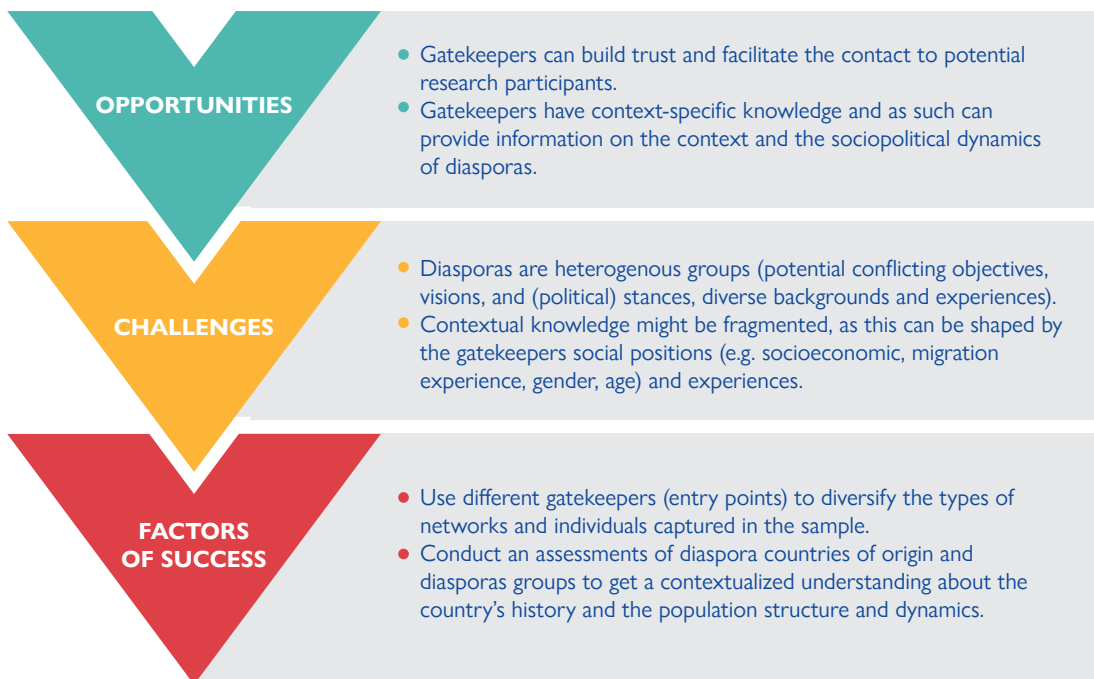 OPPORTUNITIES
Gatekeepers can build trust and facilitate the contact to potential
research participants.
Gatekeepers have context-specific knowledge and as such can
provide information on the context and the sociopolitical dynamics
of diasporas.
CHALLENGES
Diasporas are heterogenous groups (potential conflicting objectives,
visions, and (political) stances, diverse backgrounds and experiences).
Contextual knowledge might be fragmented, as this can be shaped by
the gatekeepers social positions (e.g. socioeconomic, migration
experience, gender, age) and experiences.
FACTORS
OF SUCCESS
Use different gatekeepers (entry points) to diversify the types of
networks and individuals captured in the sample.
Conduct an assessments of diaspora countries of origin and
diasporas groups to get a contextualized understanding about the
country's history and the population structure and dynamics.